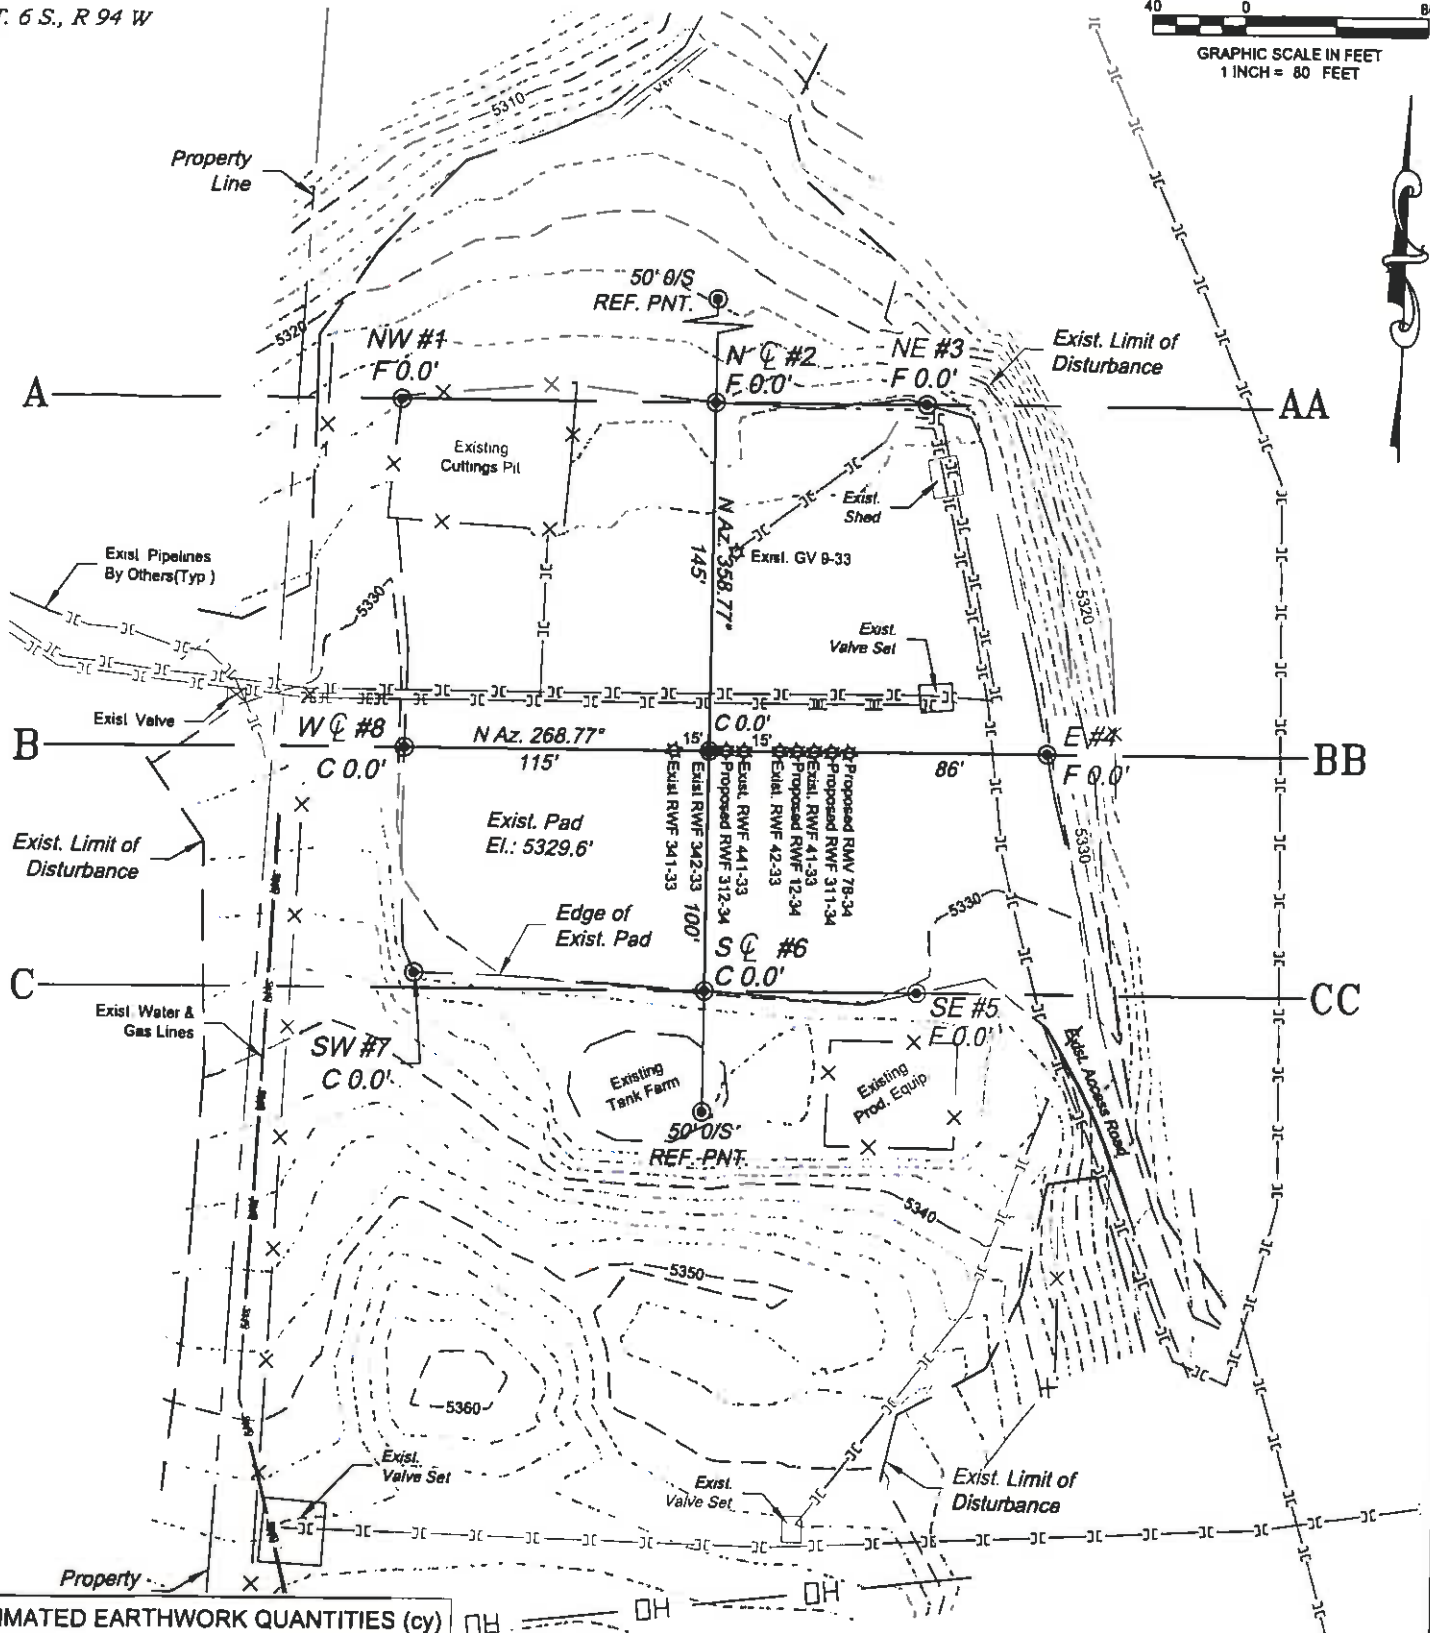 T. 6 S., R 94 W
40 0 8
GRAPHIC SCALE IN FEET
1 INCH = 80 FEET
5310
Property
Line
50' 0/S
REF. PNT.
5320
NW #1
F 0.0'
N ℄ #2
F 0.0'
NE #3
F 0.0'
Exist. Limit of
Disturbance
A
AA
Existing
Cuttings Pit
Exist.
Shed
N Az. 358.77°
145'
Exist. GV 9-33
Exist Pipelines
By Others(Typ )
5330
5320
Exist.
Valve Set
Exist Valve
W ℄ #8
C 0.0'
N Az. 268.77°
115'
C 0.0'
15'
15'
86'
E #4
F 0.0'
B
BB
Exist RWF 341-33
Exist RWF 342-33
Proposed RWF 312-34
Exist. RWF 441-33
Exist. RWF 42-33
Proposed RWF 12-34
Exist. RWF 41-33
Proposed RWF 311-34
Proposed RMV 78-34
Exist. Pad
El.: 5329.6'
Exist. Limit of
Disturbance
5330
5330
100'
Edge of
Exist. Pad
S ℄ #6
C 0.0'
C
CC
Exist Water &
Gas Lines
SE #5
F 0.0'
SW #7
C 0.0'
Existing
Tank Farm
Existing
Prod. Equip.
Exist. Access Road
50' 0/S
REF. PNT.
5340
5350
5360
Exist.
Valve Set
Exist.
Valve Set
Exist. Limit of
Disturbance
Property
IMATED EARTHWORK QUANTITIES (cy)
OH
OH
OH